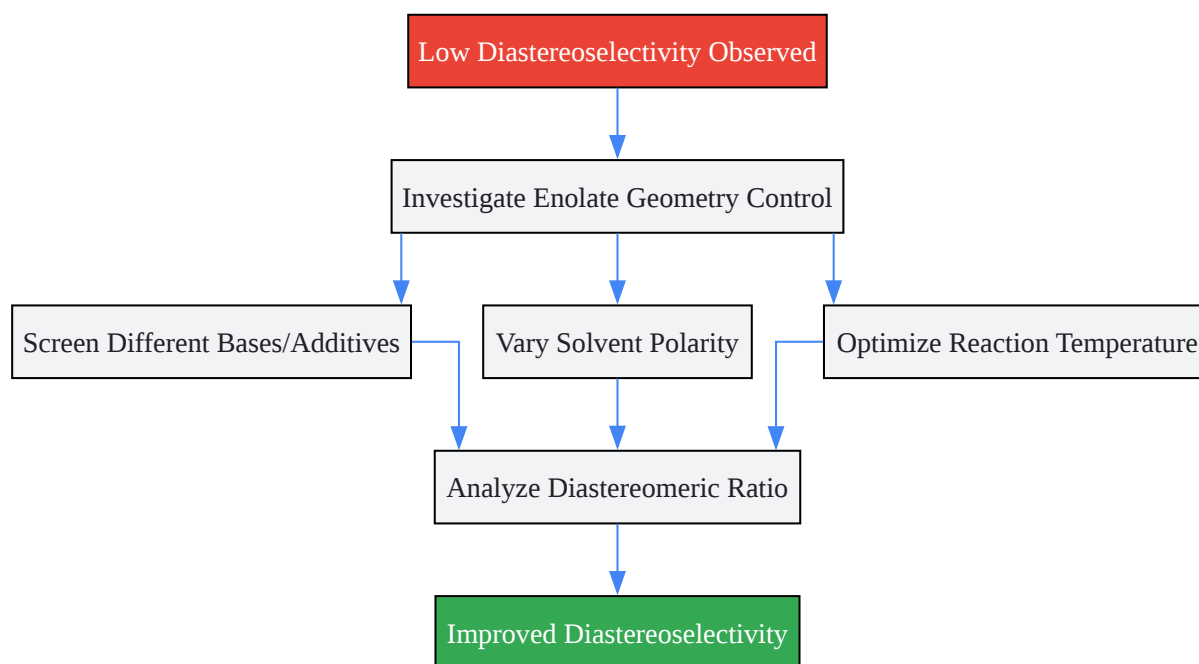 Low Diastereoselectivity Observed
Investigate Enolate Geometry Control
Screen Different Bases/Additives
Vary Solvent Polarity
Optimize Reaction Temperature
Analyze Diastereomeric Ratio
Improved Diastereoselectivity